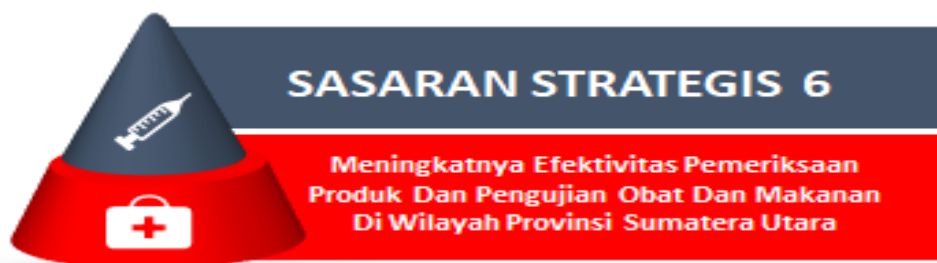 SASARAN STRATEGIS 6
Meningkatnya Efektivitas Pemeriksaan
Produk Dan Pengujian Obat Dan Makanan
Di Wilayah Provinsi Sumatera Utara